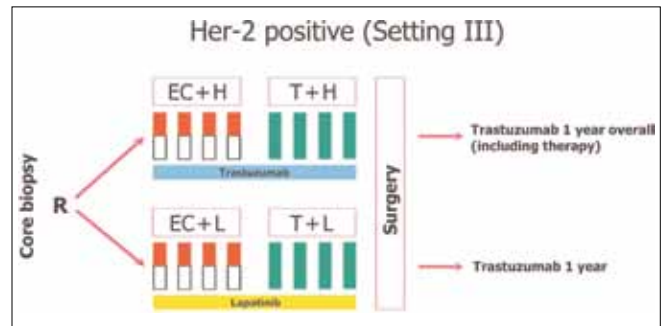 Her-2 positive (Setting III)
Core biopsy
R
EC+H
T+H
Trastuzumab
EC+L
T+L
Lapatinib
Surgery
Trastuzumab 1 year overall
(including therapy)
Trastuzumab 1 year